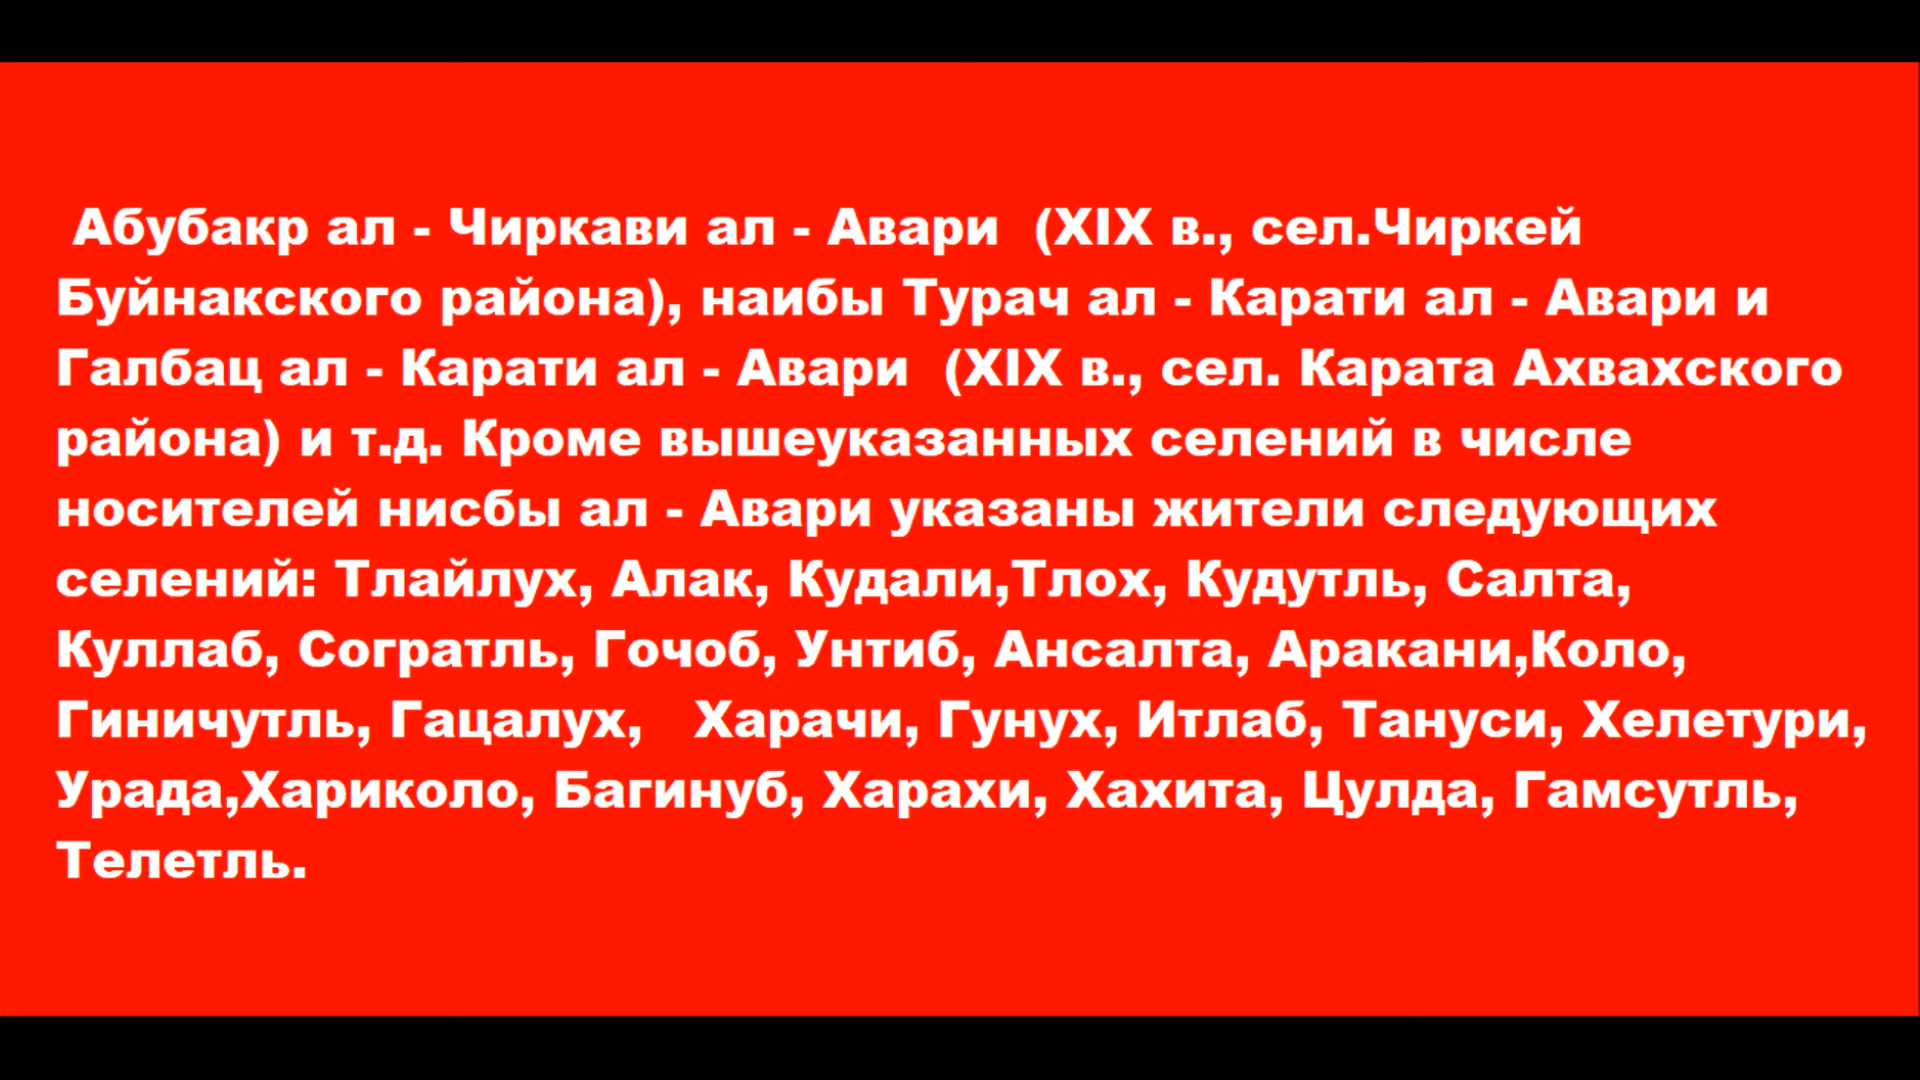 Абубакр ал - Чиркави ал - Авари  (XIX в., сел.Чиркей
Буйнакского района), наибы Турач ал - Карати ал - Авари и
Галбац ал - Карати ал - Авари  (XIX в., сел. Карата Ахвахского
района) и т.д. Кроме вышеуказанных селений в числе
носителей нисбы ал - Авари указаны жители следующих
селений: Тлайлух, Алак, Кудали,Тлох, Кудутль, Салта,
Куллаб, Согратль, Гочоб, Унтиб, Ансалта, Аракани,Коло,
Гиничутль, Гацалух,   Харачи, Гунух, Итлаб, Тануси, Хелетури,
Урада,Хариколо, Багинуб, Харахи, Хахита, Цулда, Гамсутль,
Телетль.